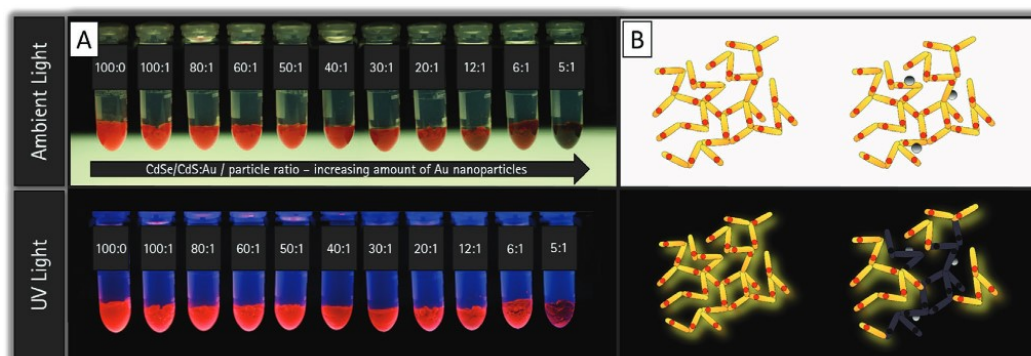 A
B
Ambient Light
100:0 100:1 80:1 60:1 50:1 40:1 30:1 20:1 12:1 6:1 5:1
CdSe/CdS:Au / particle ratio – increasing amount of Au nanoparticles
UV Light
100:0 100:1 80:1 60:1 50:1 40:1 30:1 20:1 12:1 6:1 5:1